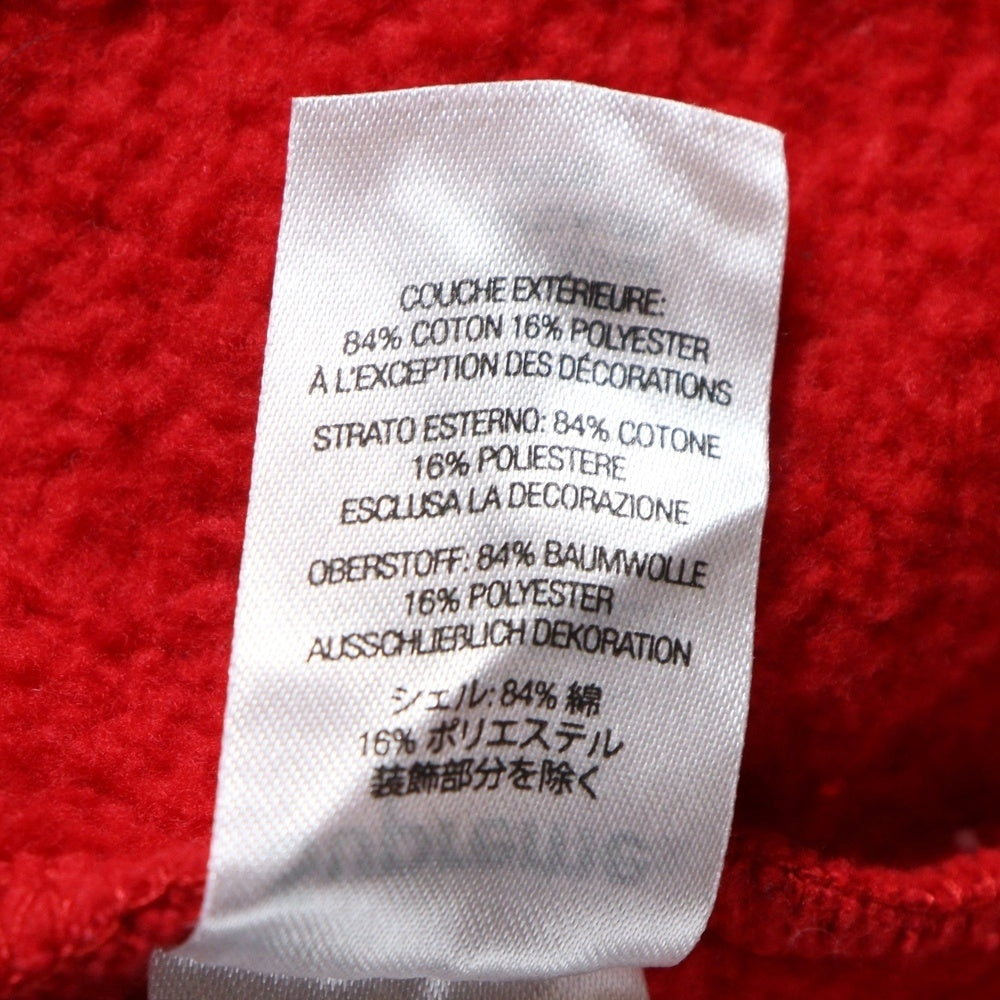 COUCHE EXTÉRIEURE:
84% COTON 16% POLYESTER
À L'EXCEPTION DES DÉCORATIONS
STRATO ESTERNO: 84% COTONE
16% POLIESTERE
ESCLUSA LA DECORAZIONE
OBERSTOFF: 84% BAUMWOLLE
16% POLYESTER
AUSSCHLIEßLICH DEKORATION
シェル: 84% 綿
16% ポリエステル
装飾部分を除く